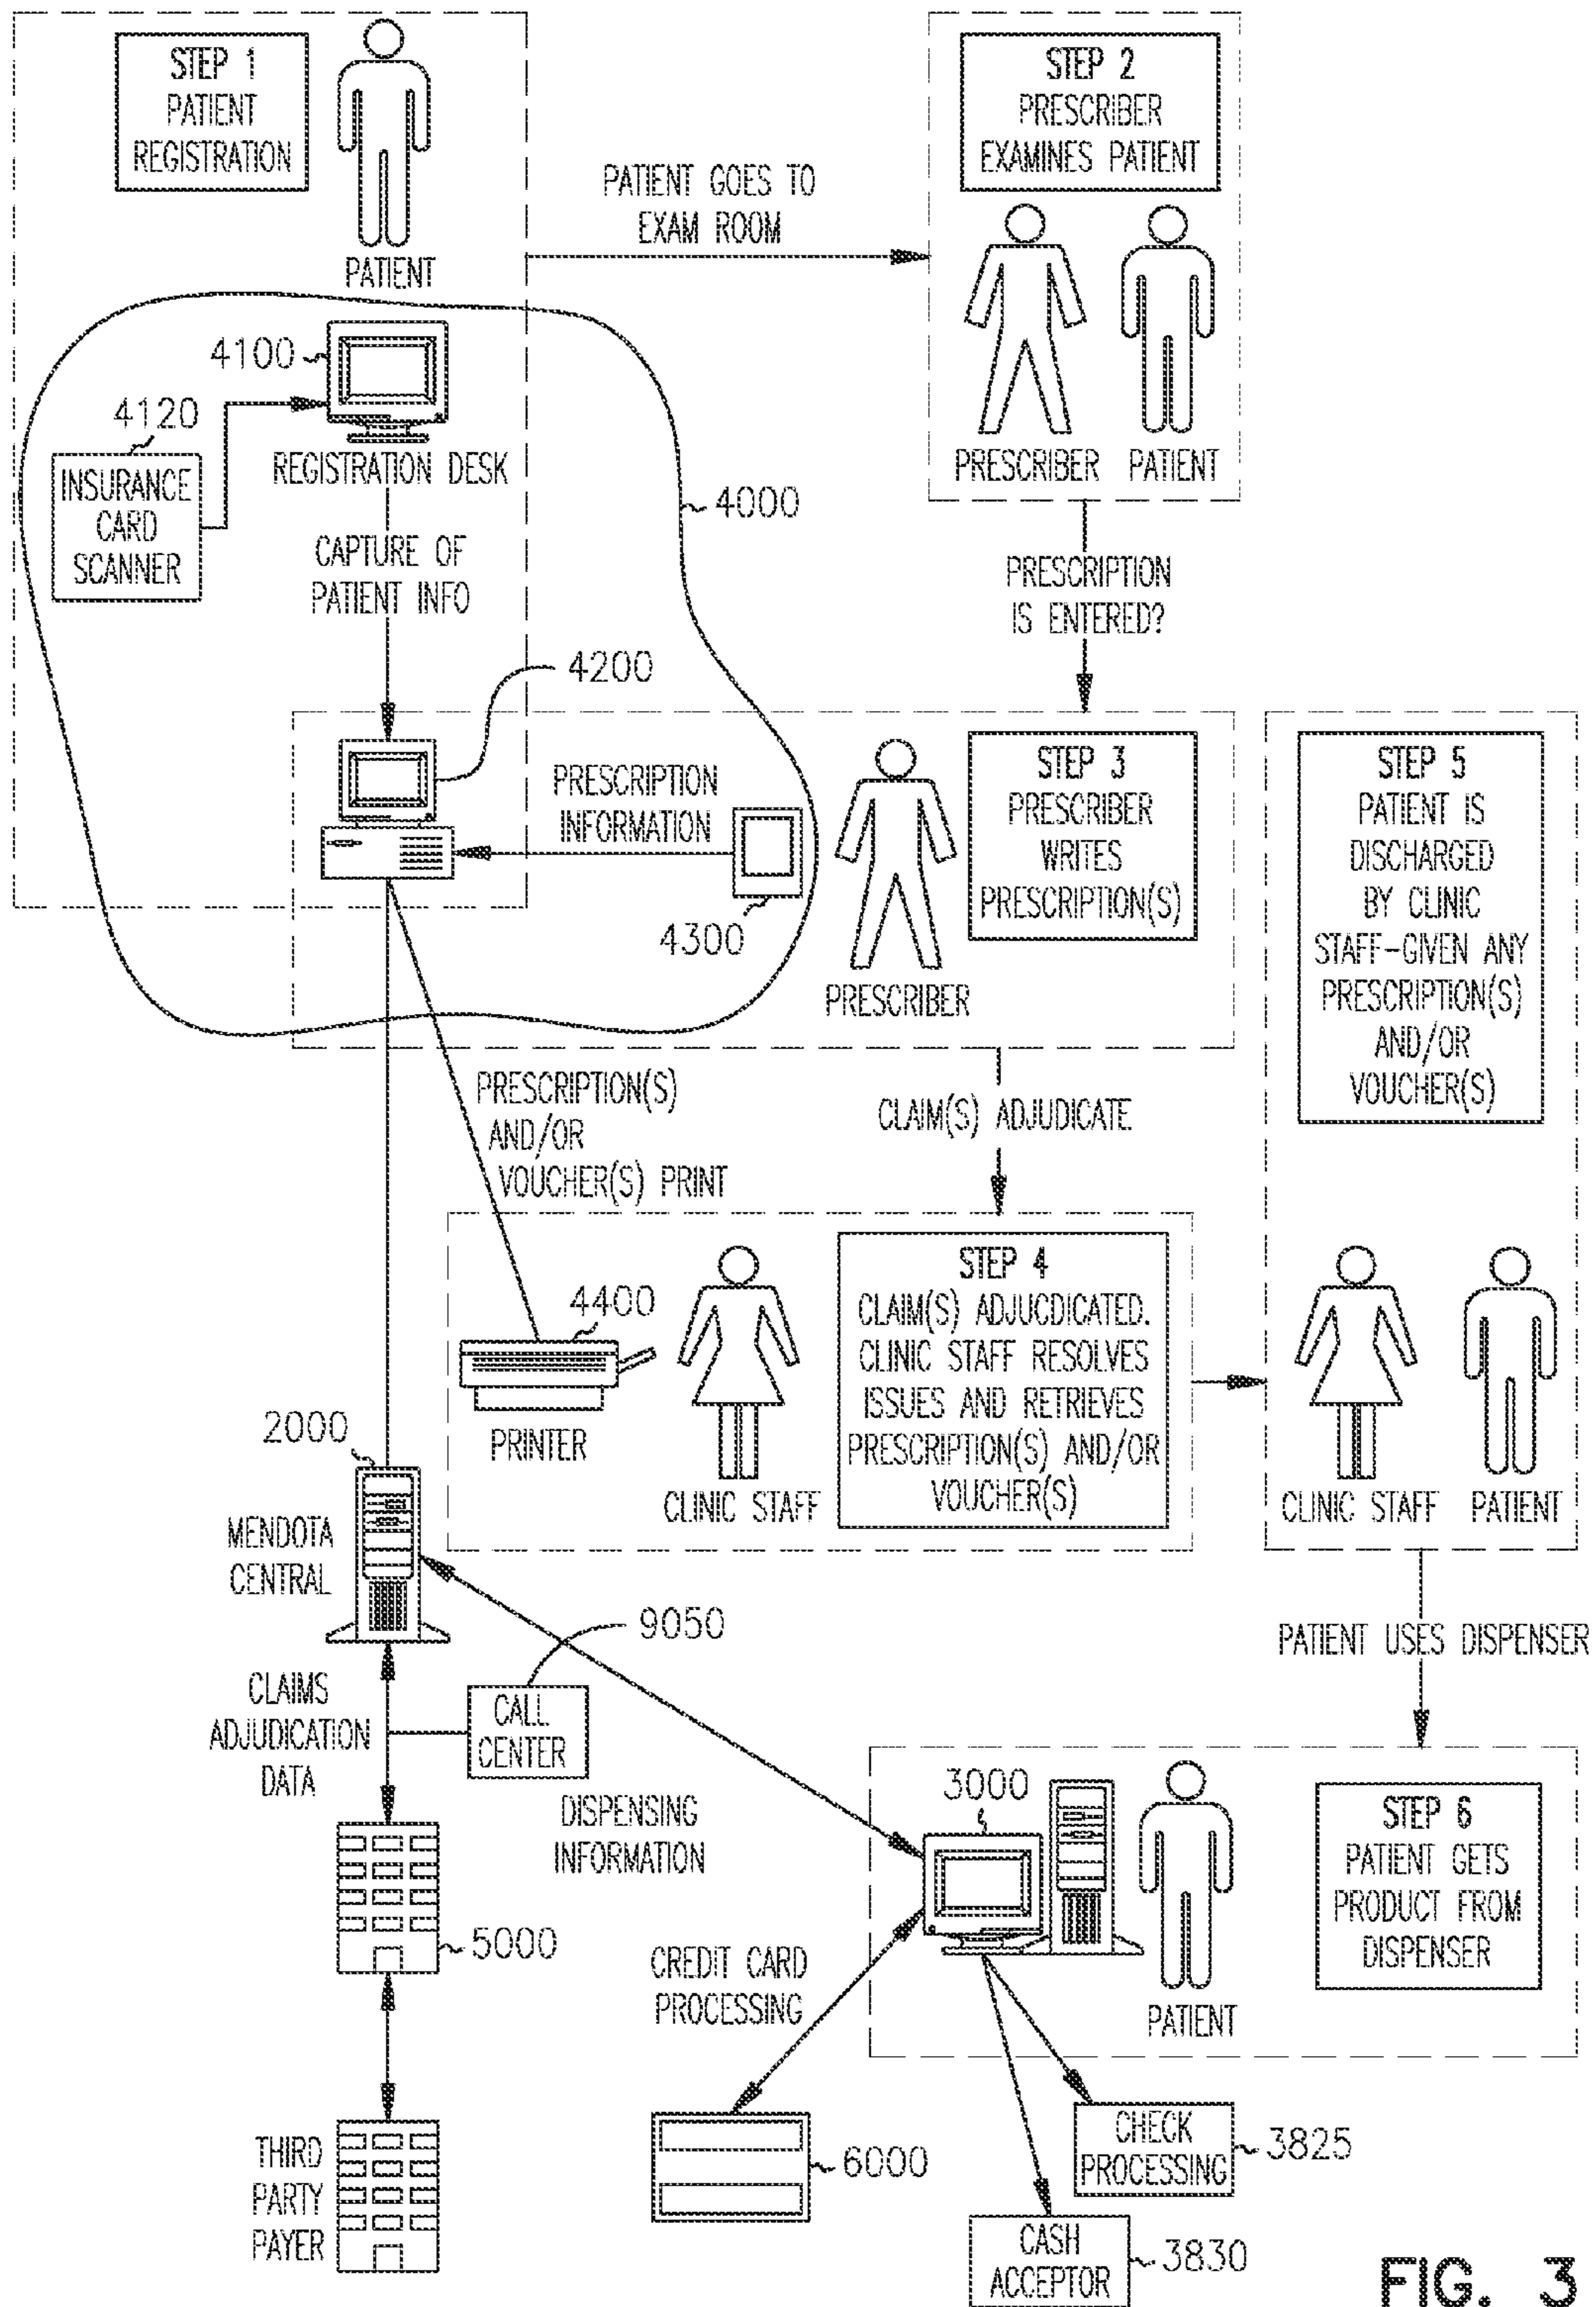 STEP 1
PATIENT
REGISTRATION
PATIENT
PATIENT GOES TO
EXAM ROOM
STEP 2
PRESCRIBER
EXAMINES PATIENT
PRESCRIBER
PATIENT
4100
4120
INSURANCE
CARD
SCANNER
REGISTRATION DESK
4000
CAPTURE OF
PATIENT INFO
PRESCRIPTION
IS ENTERED?
4200
PRESCRIPTION
INFORMATION
4300
PRESCRIBER
STEP 3
PRESCRIBER
WRITES
PRESCRIPTION(S)
STEP 5
PATIENT IS
DISCHARGED
BY CLINIC
STAFF-GIVEN ANY
PRESCRIPTION(S)
AND/OR
VOUCHER(S)
PRESCRIPTION(S)
AND/OR
VOUCHER(S) PRINT
CLAIM(S) ADJUDICATE
4400
PRINTER
CLINIC STAFF
STEP 4
CLAIM(S) ADJUCDICATED.
CLINIC STAFF RESOLVES
ISSUES AND RETRIEVES
PRESCRIPTION(S) AND/OR
VOUCHER(S)
CLINIC STAFF
PATIENT
2000
MENDOTA
CENTRAL
9050
CALL
CENTER
CLAIMS
ADJUDICATION
DATA
PATIENT USES DISPENSER
DISPENSING
INFORMATION
3000
PATIENT
STEP 6
PATIENT GETS
PRODUCT FROM
DISPENSER
5000
CREDIT CARD
PROCESSING
THIRD
PARTY
PAYER
6000
CHECK
PROCESSING
3825
CASH
ACCEPTOR
3830
FIG. 3